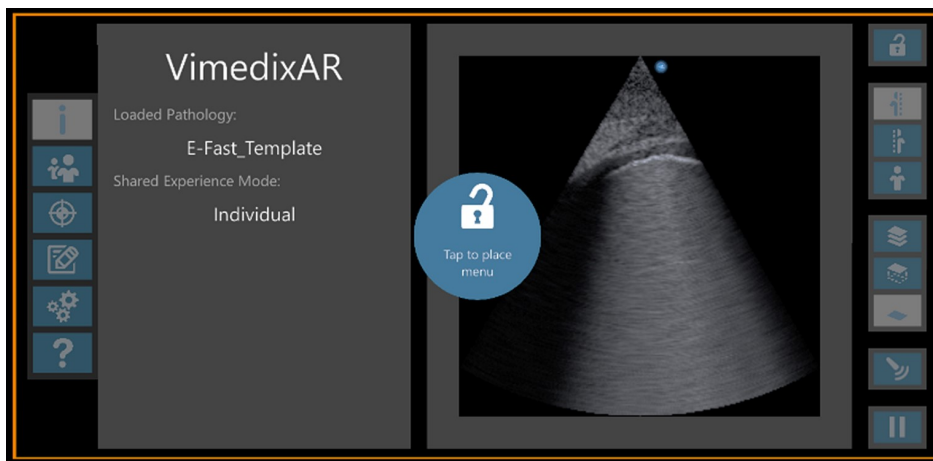 VimedixAR
Loaded Pathology:
E-Fast_Template
Shared Experience Mode:
Individual
Tap to place
menu